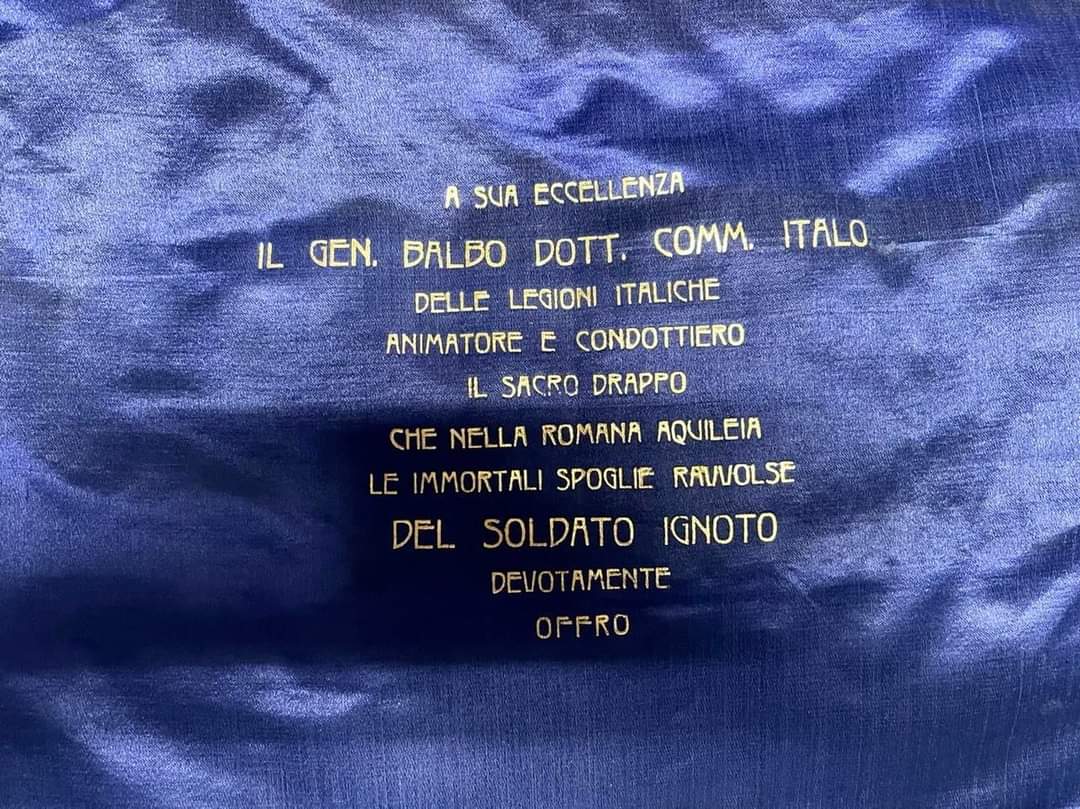 A SUA ECCELLENZA
IL GEN. BALBO DOTT. COMM. ITALO
DELLE LEGIONI ITALICHE
ANIMATORE E CONDOTTIERO
IL SACRO DRAPPO
CHE NELLA ROMANA AQUILEIA
LE IMMORTALI SPOGLIE RAVVOLSE
DEL SOLDATO IGNOTO
DEVOTAMENTE
OFFRO